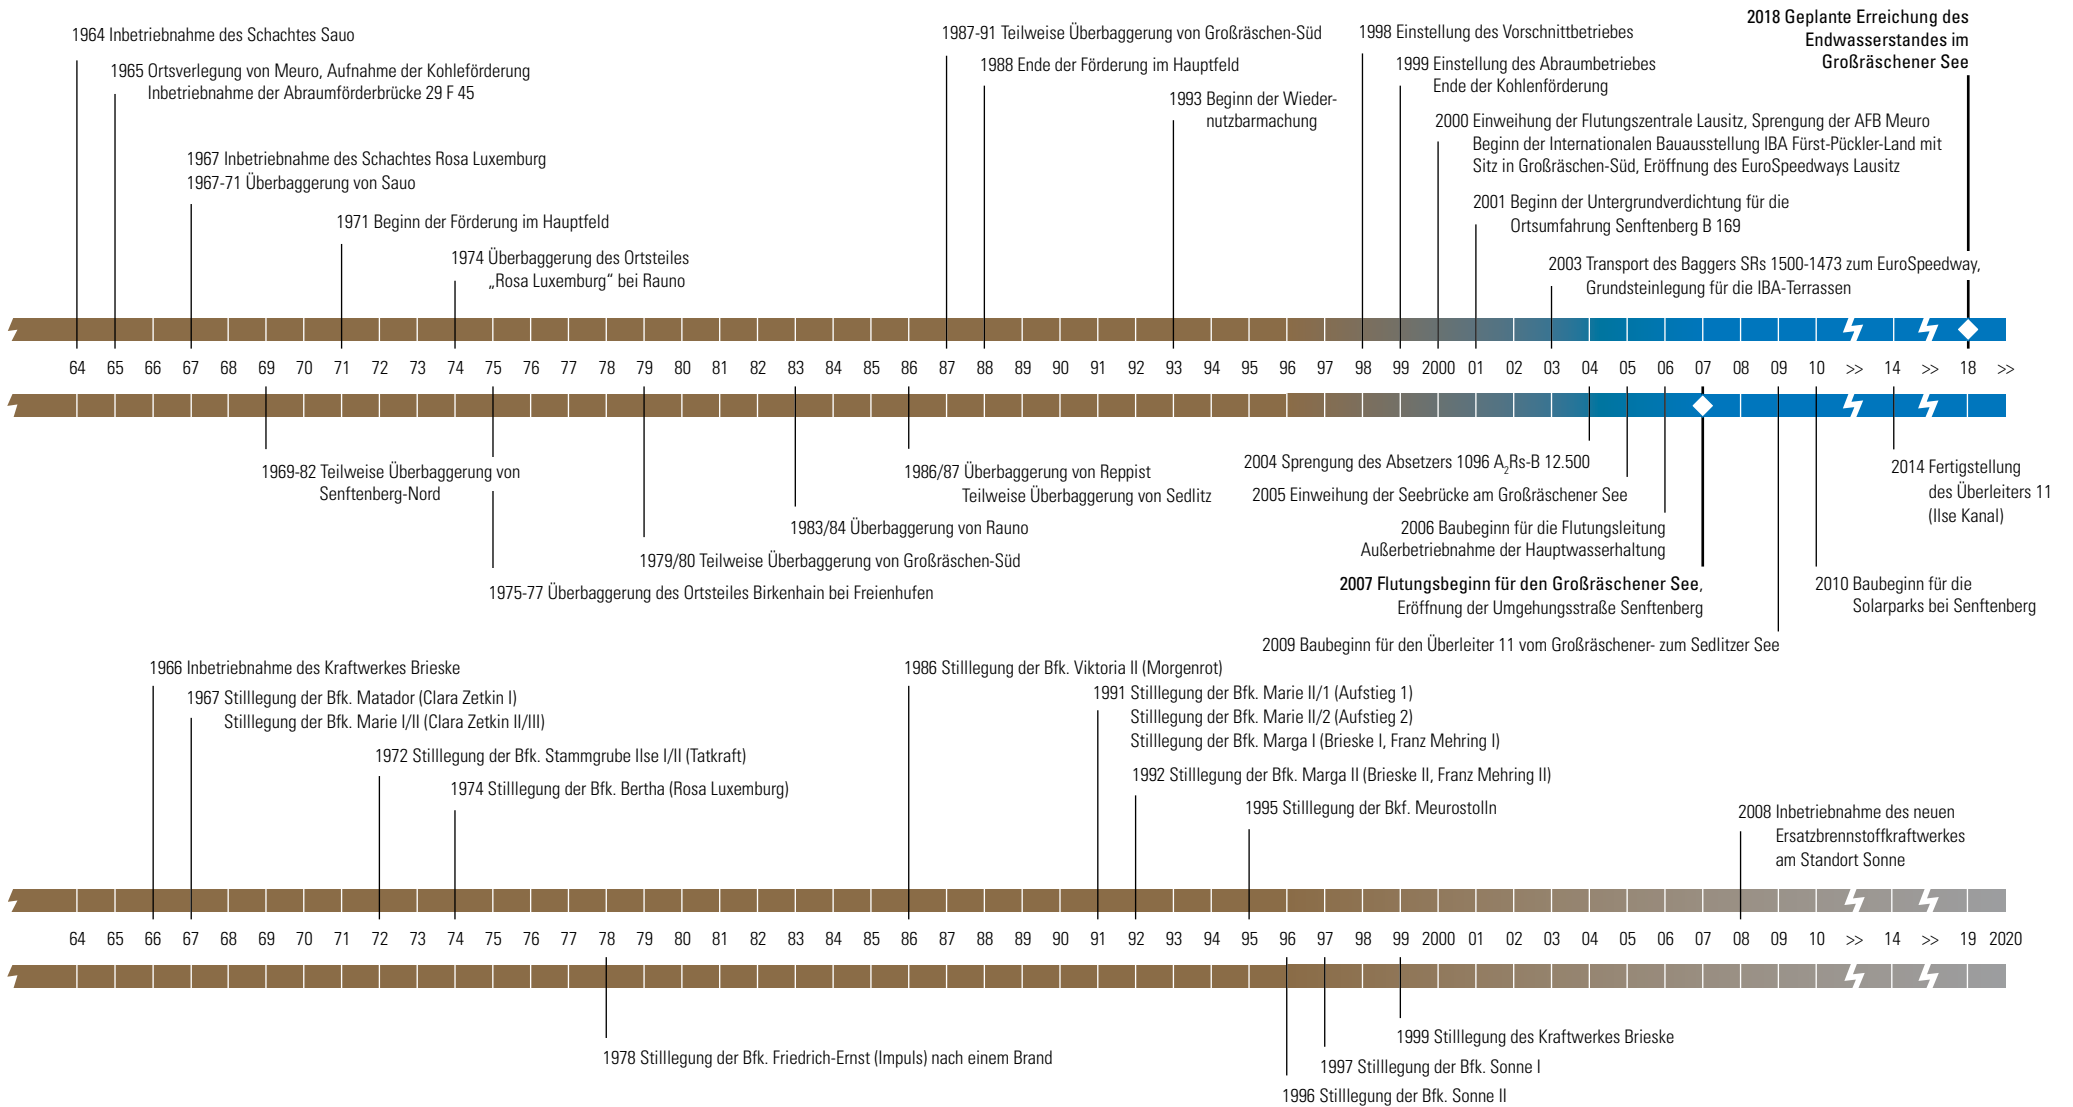 1964 Inbetriebnahme des Schachtes Sauo
1965 Ortsverlegung von Meuro, Aufnahme der Kohleförderung
Inbetriebnahme der Abraumförderbrücke 29 F 45
1967 Inbetriebnahme des Schachtes Rosa Luxemburg
1967-71 Überbaggerung von Sauo
1971 Beginn der Förderung im Hauptfeld
1974 Überbaggerung des Ortsteiles
„Rosa Luxemburg“ bei Rauno
1987-91 Teilweise Überbaggerung von Großräschen-Süd
1988 Ende der Förderung im Hauptfeld
1993 Beginn der Wieder-
nutzbarmachung
1998 Einstellung des Vorschnittbetriebes
1999 Einstellung des Abraumbetriebes
Ende der Kohlenförderung
2000 Einweihung der Flutungszentrale Lausitz, Sprengung der AFB Meuro
Beginn der Internationalen Bauausstellung IBA Fürst-Pückler-Land mit
Sitz in Großräschen-Süd, Eröffnung des EuroSpeedways Lausitz
2001 Beginn der Untergrundverdichtung für die
Ortsumfahrung Senftenberg B 169
2003 Transport des Baggers SRs 1500-1473 zum EuroSpeedway,
Grundsteinlegung für die IBA-Terrassen
2018 Geplante Erreichung des
Endwasserstandes im
Großräschener See
64 65 66 67 68 69 70 71 72 73 74 75 76 77 78 79 80 81 82 83 84 85 86 87 88 89 90 91 92 93 94 95 96 97 98 99 2000 01 02 03 04 05 06 07 08 09 10 >> 14 >> 18 >>
1969-82 Teilweise Überbaggerung von
Senftenberg-Nord
1975-77 Überbaggerung des Ortsteiles Birkenhain bei Freienhufen
1979/80 Teilweise Überbaggerung von Großräschen-Süd
1983/84 Überbaggerung von Rauno
1986/87 Überbaggerung von Reppist
Teilweise Überbaggerung von Sedlitz
2004 Sprengung des Absetzers 1096 A2Rs-B 12.500
2005 Einweihung der Seebrücke am Großräschener See
2006 Baubeginn für die Flutungsleitung
Außerbetriebnahme der Hauptwasserhaltung
2007 Flutungsbeginn für den Großräschener See,
Eröffnung der Umgehungsstraße Senftenberg
2009 Baubeginn für den Überleiter 11 vom Großräschener- zum Sedlitzer See
2010 Baubeginn für die
Solarparks bei Senftenberg
2014 Fertigstellung
des Überleiters 11
(Ilse Kanal)
1966 Inbetriebnahme des Kraftwerkes Brieske
1967 Stilllegung der Bfk. Matador (Clara Zetkin I)
Stilllegung der Bfk. Marie I/II (Clara Zetkin II/III)
1972 Stilllegung der Bfk. Stammgrube Ilse I/II (Tatkraft)
1974 Stilllegung der Bfk. Bertha (Rosa Luxemburg)
1986 Stilllegung der Bfk. Viktoria II (Morgenrot)
1991 Stilllegung der Bfk. Marie II/1 (Aufstieg 1)
Stilllegung der Bfk. Marie II/2 (Aufstieg 2)
Stilllegung der Bfk. Marga I (Brieske I, Franz Mehring I)
1992 Stilllegung der Bfk. Marga II (Brieske II, Franz Mehring II)
1995 Stilllegung der Bkf. Meurostolln
2008 Inbetriebnahme des neuen
Ersatzbrennstoffkraftwerkes
am Standort Sonne
64 65 66 67 68 69 70 71 72 73 74 75 76 77 78 79 80 81 82 83 84 85 86 87 88 89 90 91 92 93 94 95 96 97 98 99 2000 01 02 03 04 05 06 07 08 09 10 >> 14 >> 19 2020
1978 Stilllegung der Bfk. Friedrich-Ernst (Impuls) nach einem Brand
1999 Stilllegung des Kraftwerkes Brieske
1997 Stilllegung der Bfk. Sonne I
1996 Stilllegung der Bfk. Sonne II